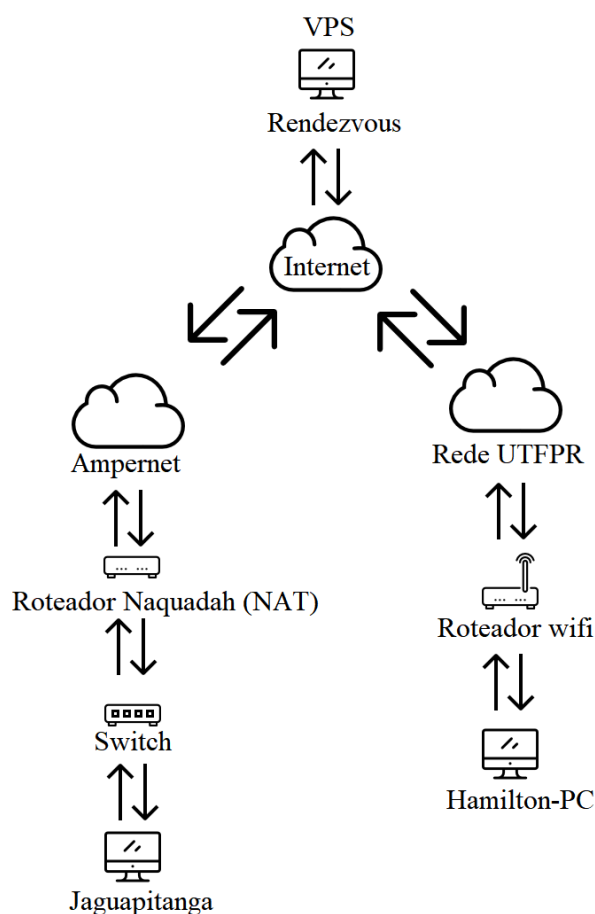 VPS
Rendezvous
Internet
Ampernet
Rede UTFPR
Roteador Naquadah (NAT)
Roteador wifi
Switch
Hamilton-PC
Jaguapitanga